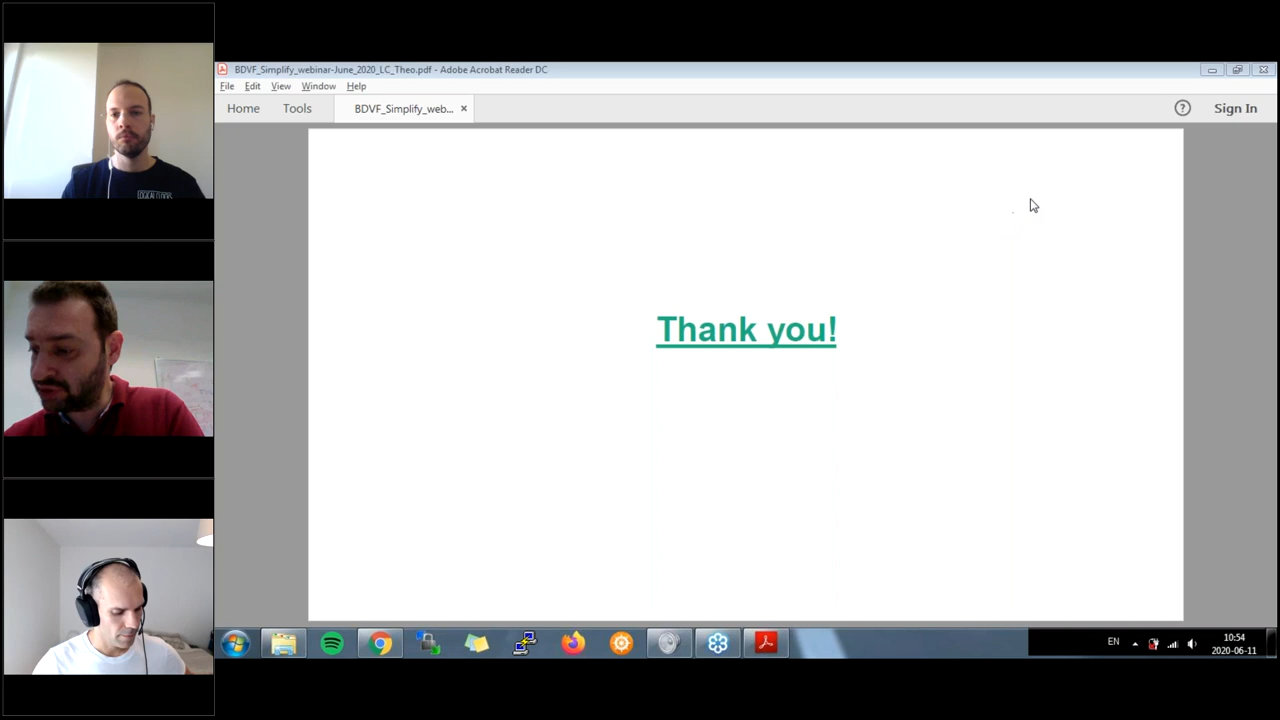 BDVF_Simplify_webinar-June_2020_LC_Theo.pdf - Adobe Acrobat Reader DC
File Edit View Window Help
Home Tools BDVF_Simplify_web... × Sign In
Thank you!
EN 10:54
2020-06-11